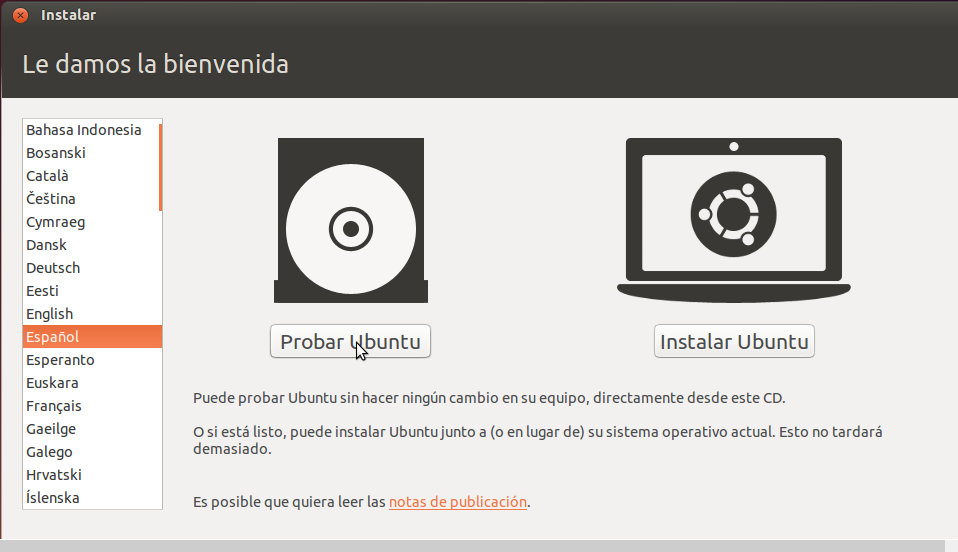 Instalar
Le damos la bienvenida
Bahasa Indonesia
Bosanski
Català
Čeština
Cymraeg
Dansk
Deutsch
Eesti
English
Español
Esperanto
Euskara
Français
Gaeilge
Galego
Hrvatski
Íslenska
Probar Ubuntu
Instalar Ubuntu
Puede probar Ubuntu sin hacer ningún cambio en su equipo, directamente desde este CD.
O si está listo, puede instalar Ubuntu junto a (o en lugar de) su sistema operativo actual. Esto no tardará
demasiado.
Es posible que quiera leer las notas de publicación.